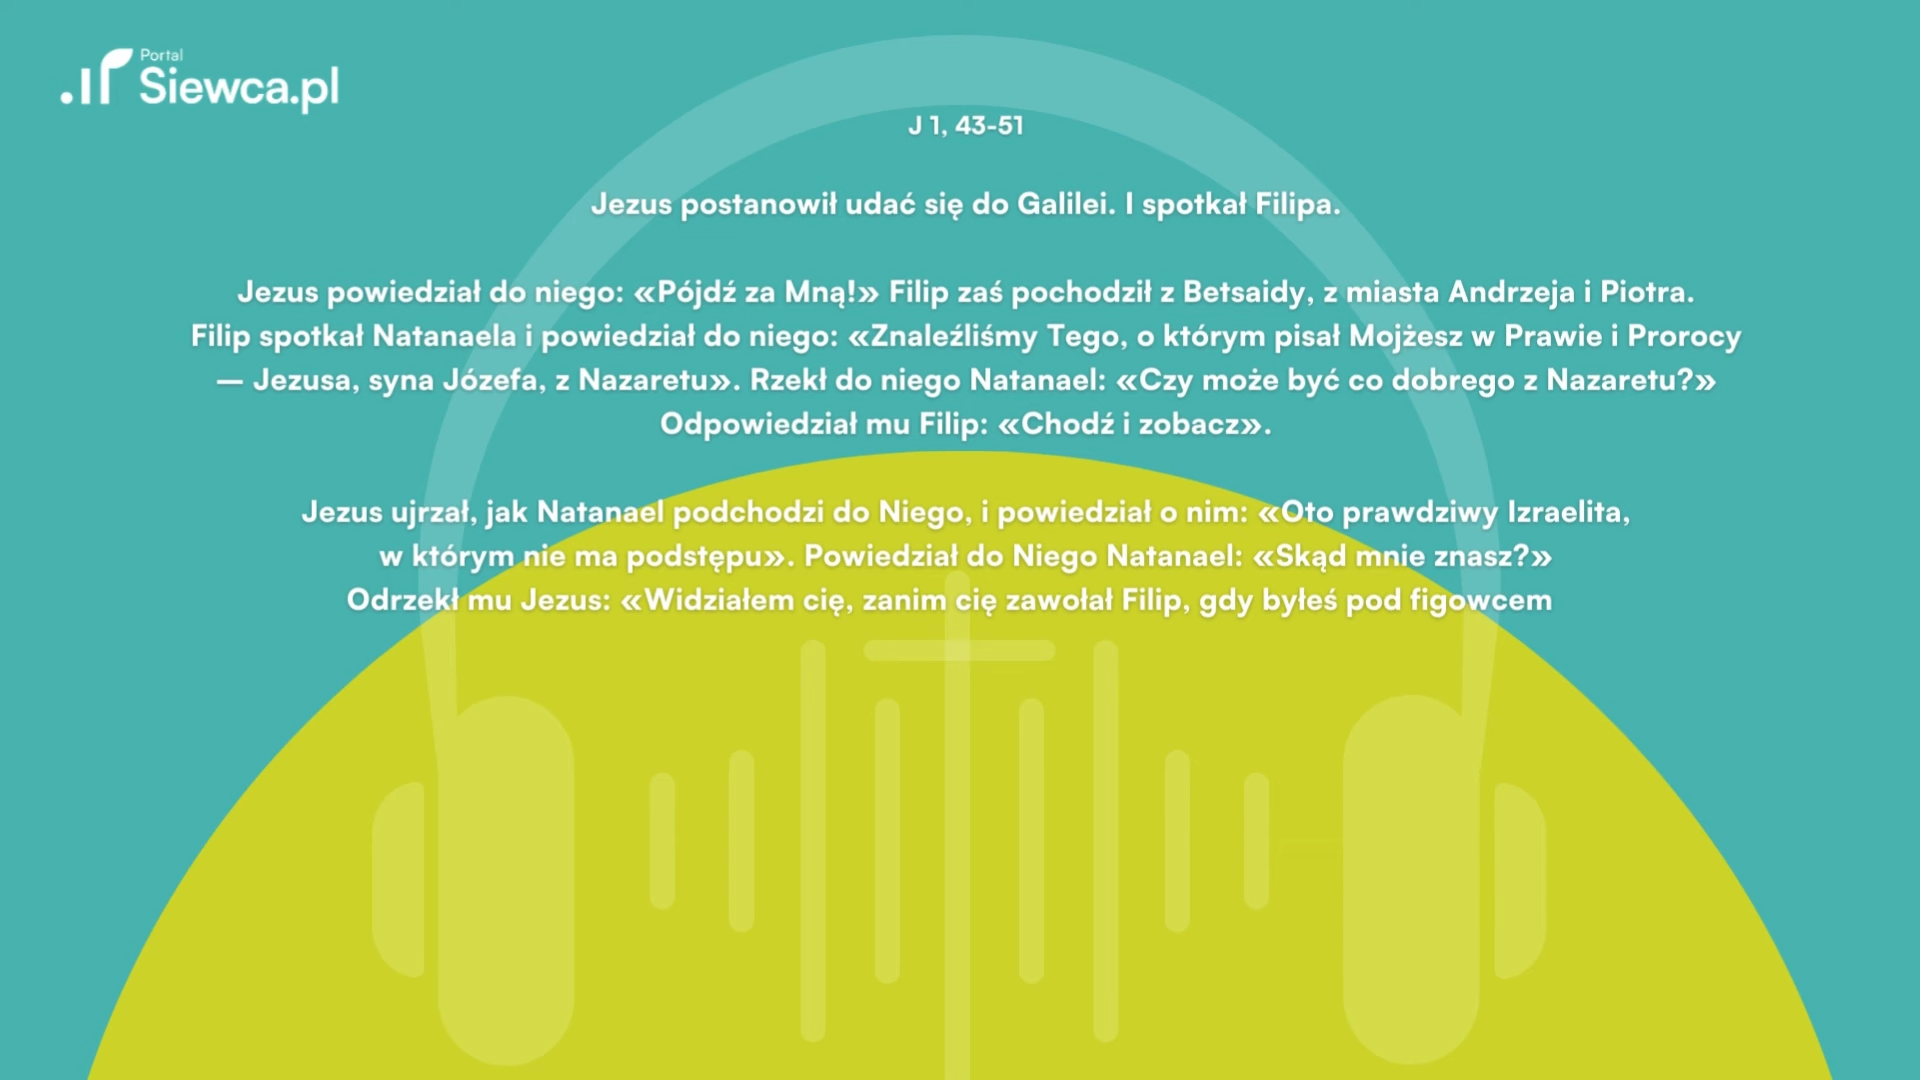 Portal
Siewca.pl
J 1, 43-51
Jezus postanowił udać się do Galilei. I spotkał Filipa.
Jezus powiedział do niego: «Pójdź za Mną!» Filip zaś pochodził z Betsaidy, z miasta Andrzeja i Piotra.
Filip spotkał Natanaela i powiedział do niego: «Znaleźliśmy Tego, o którym pisał Mojżesz w Prawie i Prorocy
— Jezusa, syna Józefa, z Nazaretu». Rzekł do niego Natanael: «Czy może być co dobrego z Nazaretu?»
Odpowiedział mu Filip: «Chodź i zobacz».
Jezus ujrzał, jak Natanael podchodzi do Niego, i powiedział o nim: «Oto prawdziwy Izraelita,
w którym nie ma podstępu». Powiedział do Niego Natanael: «Skąd mnie znasz?»
Odrzekł mu Jezus: «Widziałem cię, zanim cię zawołał Filip, gdy byłeś pod figowcem